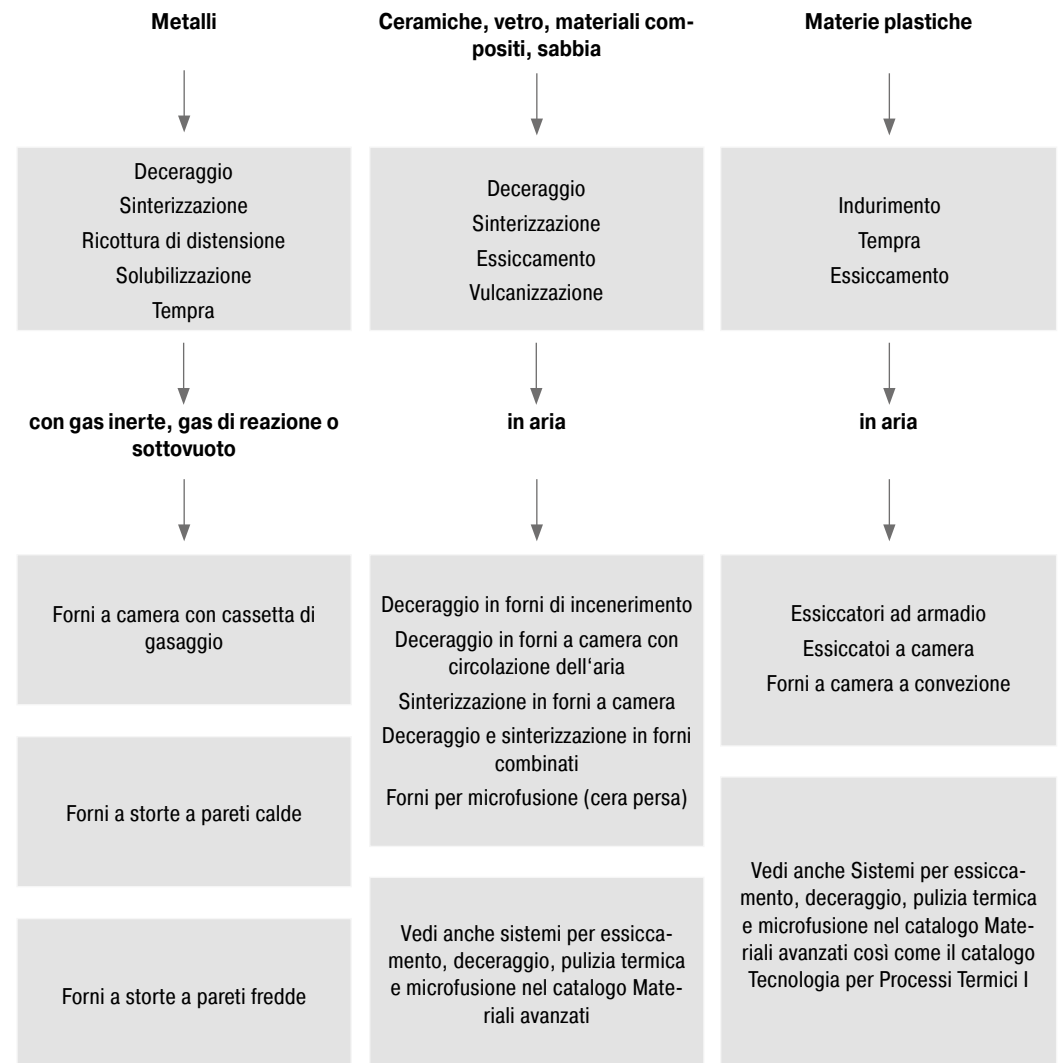 Metalli
Deceraggio
Sinterizzazione
Ricottura di distensione
Solubilizzazione
Tempra
con gas inerte, gas di reazione o
sottovuoto
Forni a camera con cassetta di
gasaggio
Forni a storte a pareti calde
Forni a storte a pareti fredde
Ceramiche, vetro, materiali com-
positi, sabbia
Deceraggio
Sinterizzazione
Essiccamento
Vulcanizzazione
in aria
Deceraggio in forni di incenerimento
Deceraggio in forni a camera con
circolazione dell‘aria
Sinterizzazione in forni a camera
Deceraggio e sinterizzazione in forni
combinati
Forni per microfusione (cera persa)
Vedi anche sistemi per essicca-
mento, deceraggio, pulizia termica
e microfusione nel catalogo Mate-
riali avanzati
Materie plastiche
Indurimento
Tempra
Essiccamento
in aria
Essiccatori ad armadio
Essiccatoi a camera
Forni a camera a convezione
Vedi anche Sistemi per essicca-
mento, deceraggio, pulizia termica
e microfusione nel catalogo Mate-
riali avanzati così come il catalogo
Tecnologia per Processi Termici I